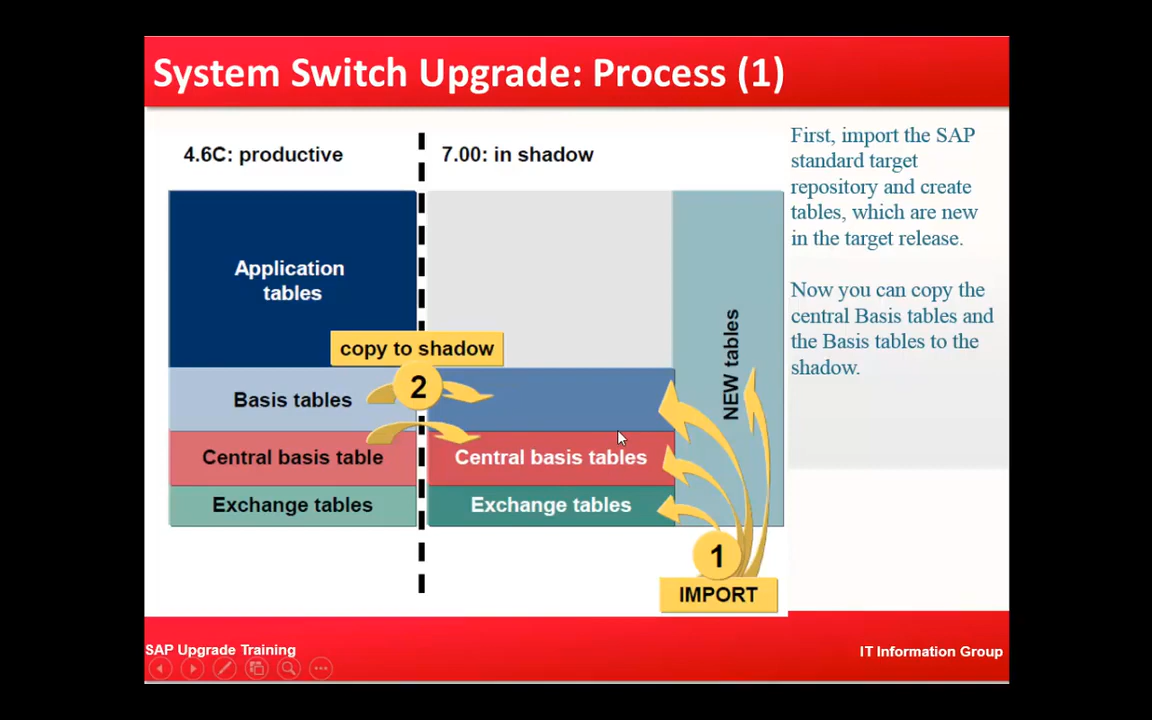 System Switch Upgrade: Process (1)
4.6C: productive
7.00: in shadow
Application
tables
copy to shadow
2
Basis tables
Central basis table
Central basis tables
Exchange tables
Exchange tables
NEW tables
1
IMPORT
First, import the SAP
standard target
repository and create
tables, which are new
in the target release.
Now you can copy the
central Basis tables and
the Basis tables to the
shadow.
SAP Upgrade Training
IT Information Group